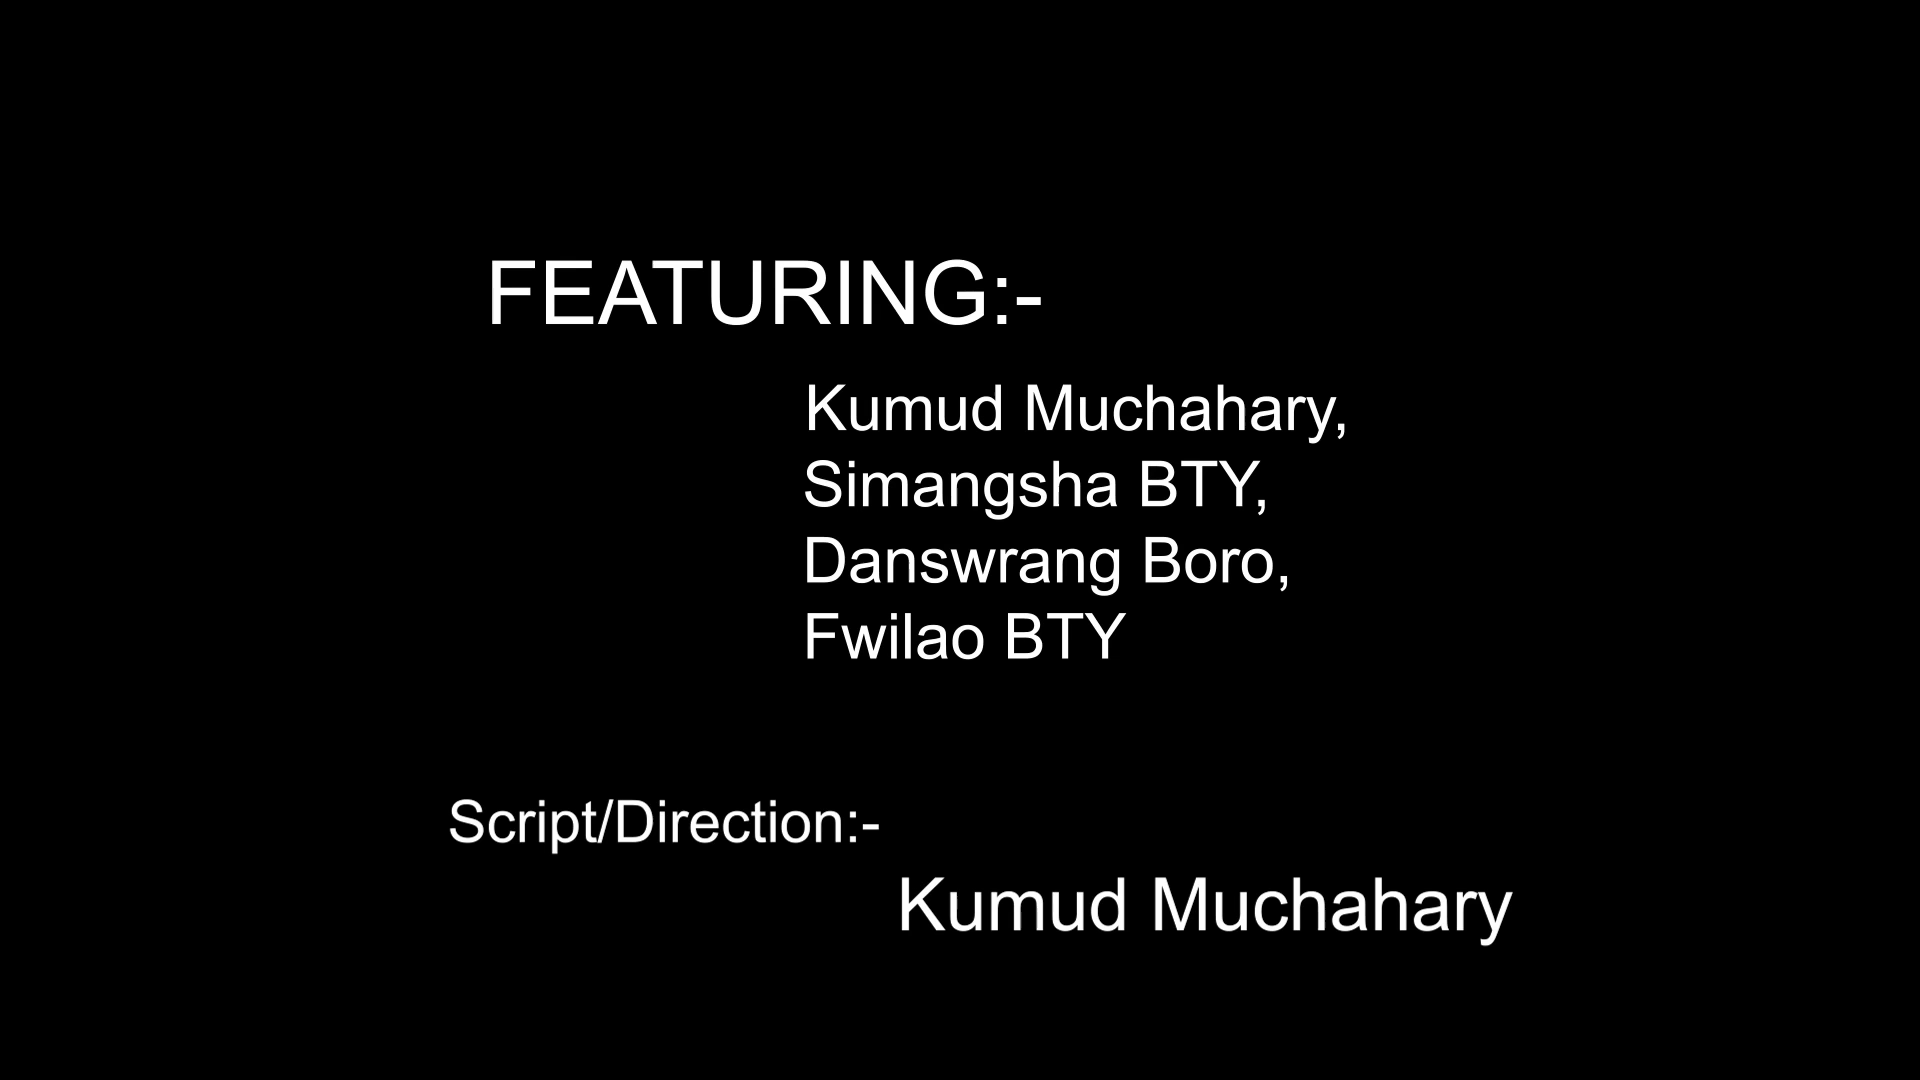 FEATURING:-
Kumud Muchahary,
Simangsha BTY,
Danswrang Boro,
Fwilao BTY
Script/Direction:-
Kumud Muchahary